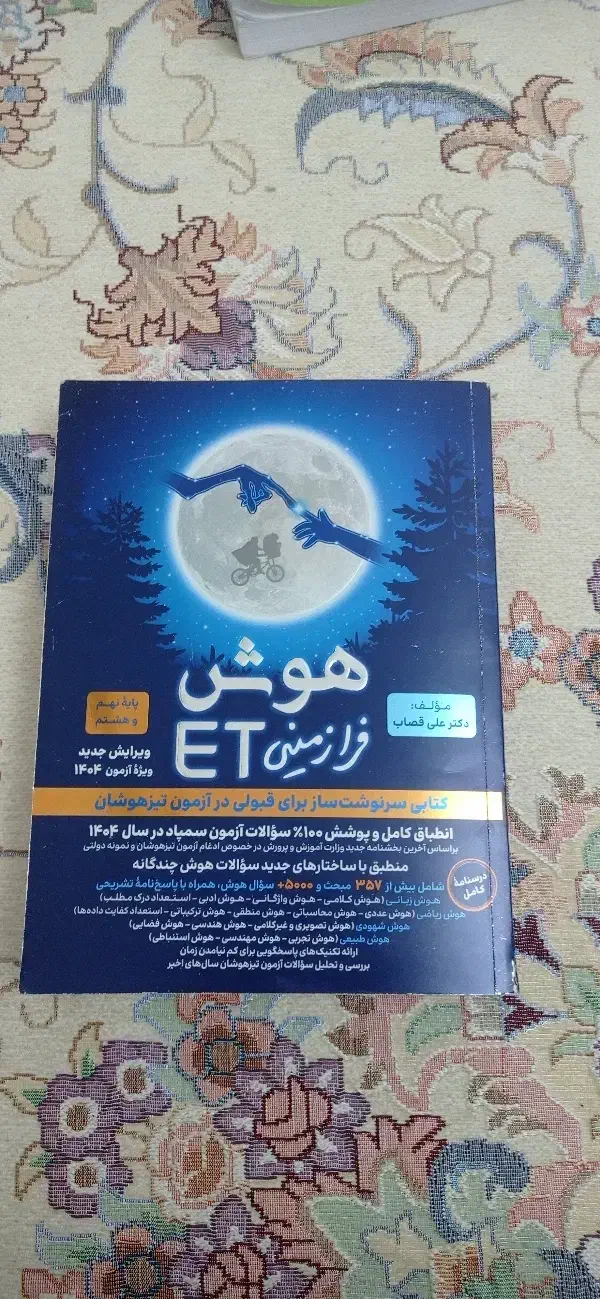 هوش
فرازمینی ET
مؤلف:
دکتر علی قصاب
پایهٔ نهم
و هشتم
ویرایش جدید
ویژهٔ آزمون ۱۴۰۴
کتابی سرنوشت‌ساز برای قبولی در آزمون تیزهوشان
انطباق کامل و پوشش ۱۰۰٪ سؤالات آزمون سمپاد در سال ۱۴۰۴
براساس آخرین بخشنامه جدید وزارت آموزش و پرورش در خصوص ادغام آزمون تیزهوشان و نمونه دولتی
منطبق با ساختارهای جدید سؤالات هوش چندگانه
درسنامهٔ
کامل
شامل بیش از ۳۵۷ مبحث و ۵۰۰۰+ سؤال هوش، همراه با پاسخ‌نامهٔ تشریحی
هوش زبانی (هوش کلامی - هوش واژگانی - هوش ادبی - استعداد درک مطلب)
هوش ریاضی (هوش عددی - هوش محاسباتی - هوش منطقی - هوش ترکیباتی - استعداد کفایت داده‌ها)
هوش شهودی (هوش تصویری و غیرکلامی - هوش هندسی - هوش فضایی)
هوش طبیعی (هوش تجربی - هوش مهندسی - هوش استنباطی)
ارائه تکنیک‌های پاسخگویی برای کم نیامدن زمان
بررسی و تحلیل سؤالات آزمون تیزهوشان سال‌های اخیر